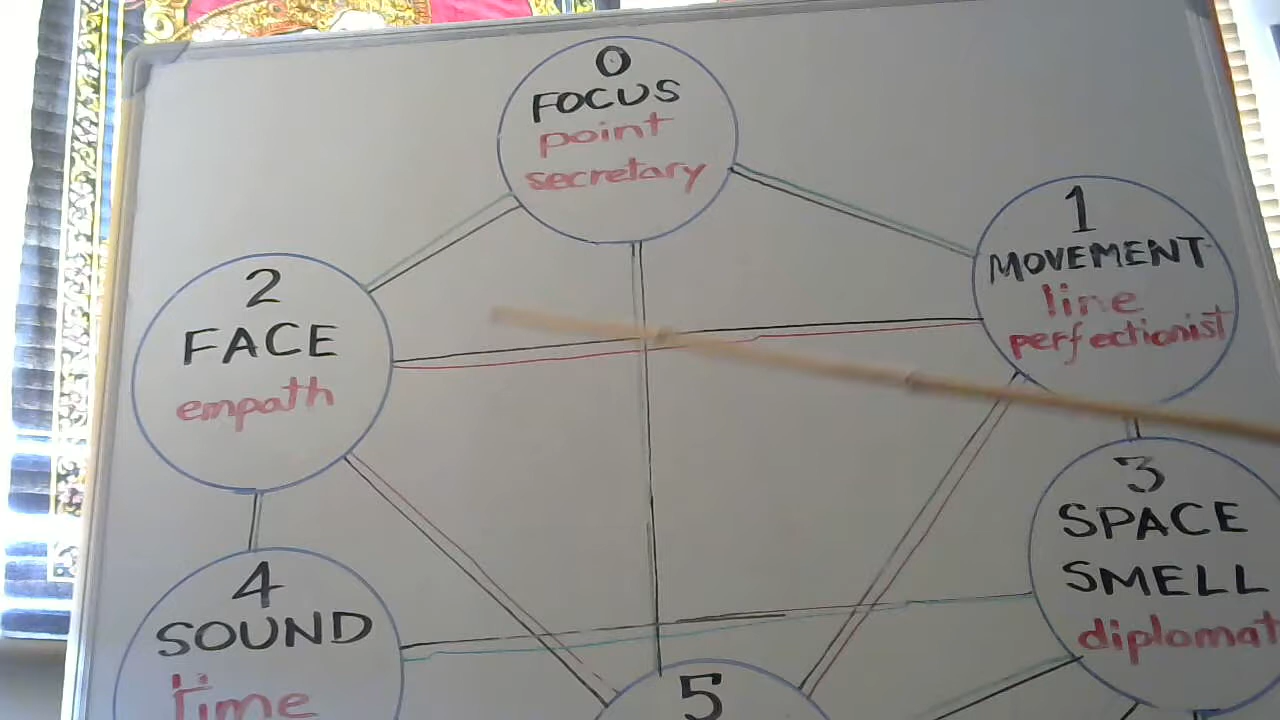 0
FOCUS
point
secretary
1
MOVEMENT
line
perfectionist
2
FACE
empath
3
SPACE
SMELL
diplomat
4
SOUND
time
5